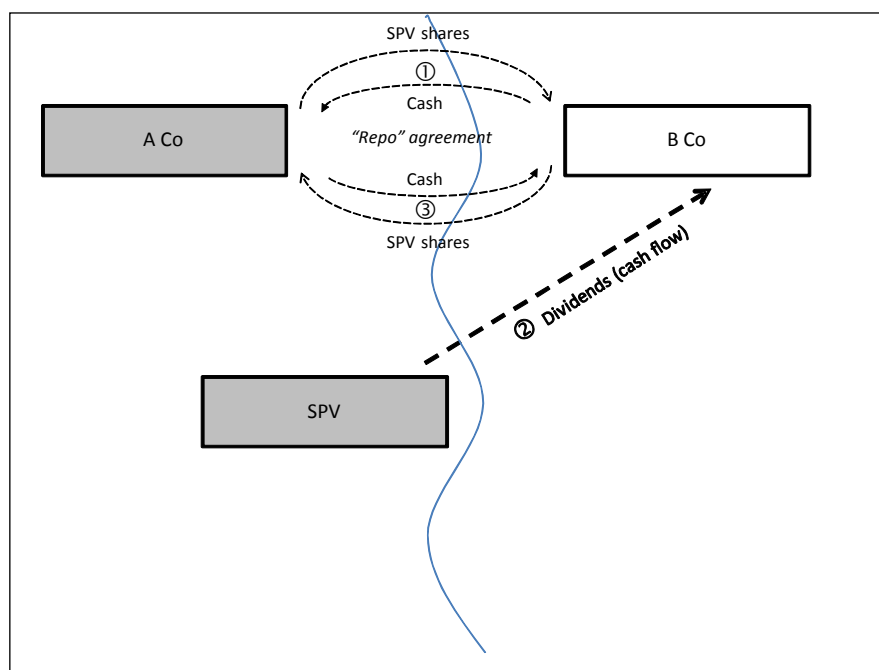 SPV shares
①
Cash
A Co
“Repo” agreement
B Co
Cash
③
SPV shares
② Dividends (cash flow)
SPV